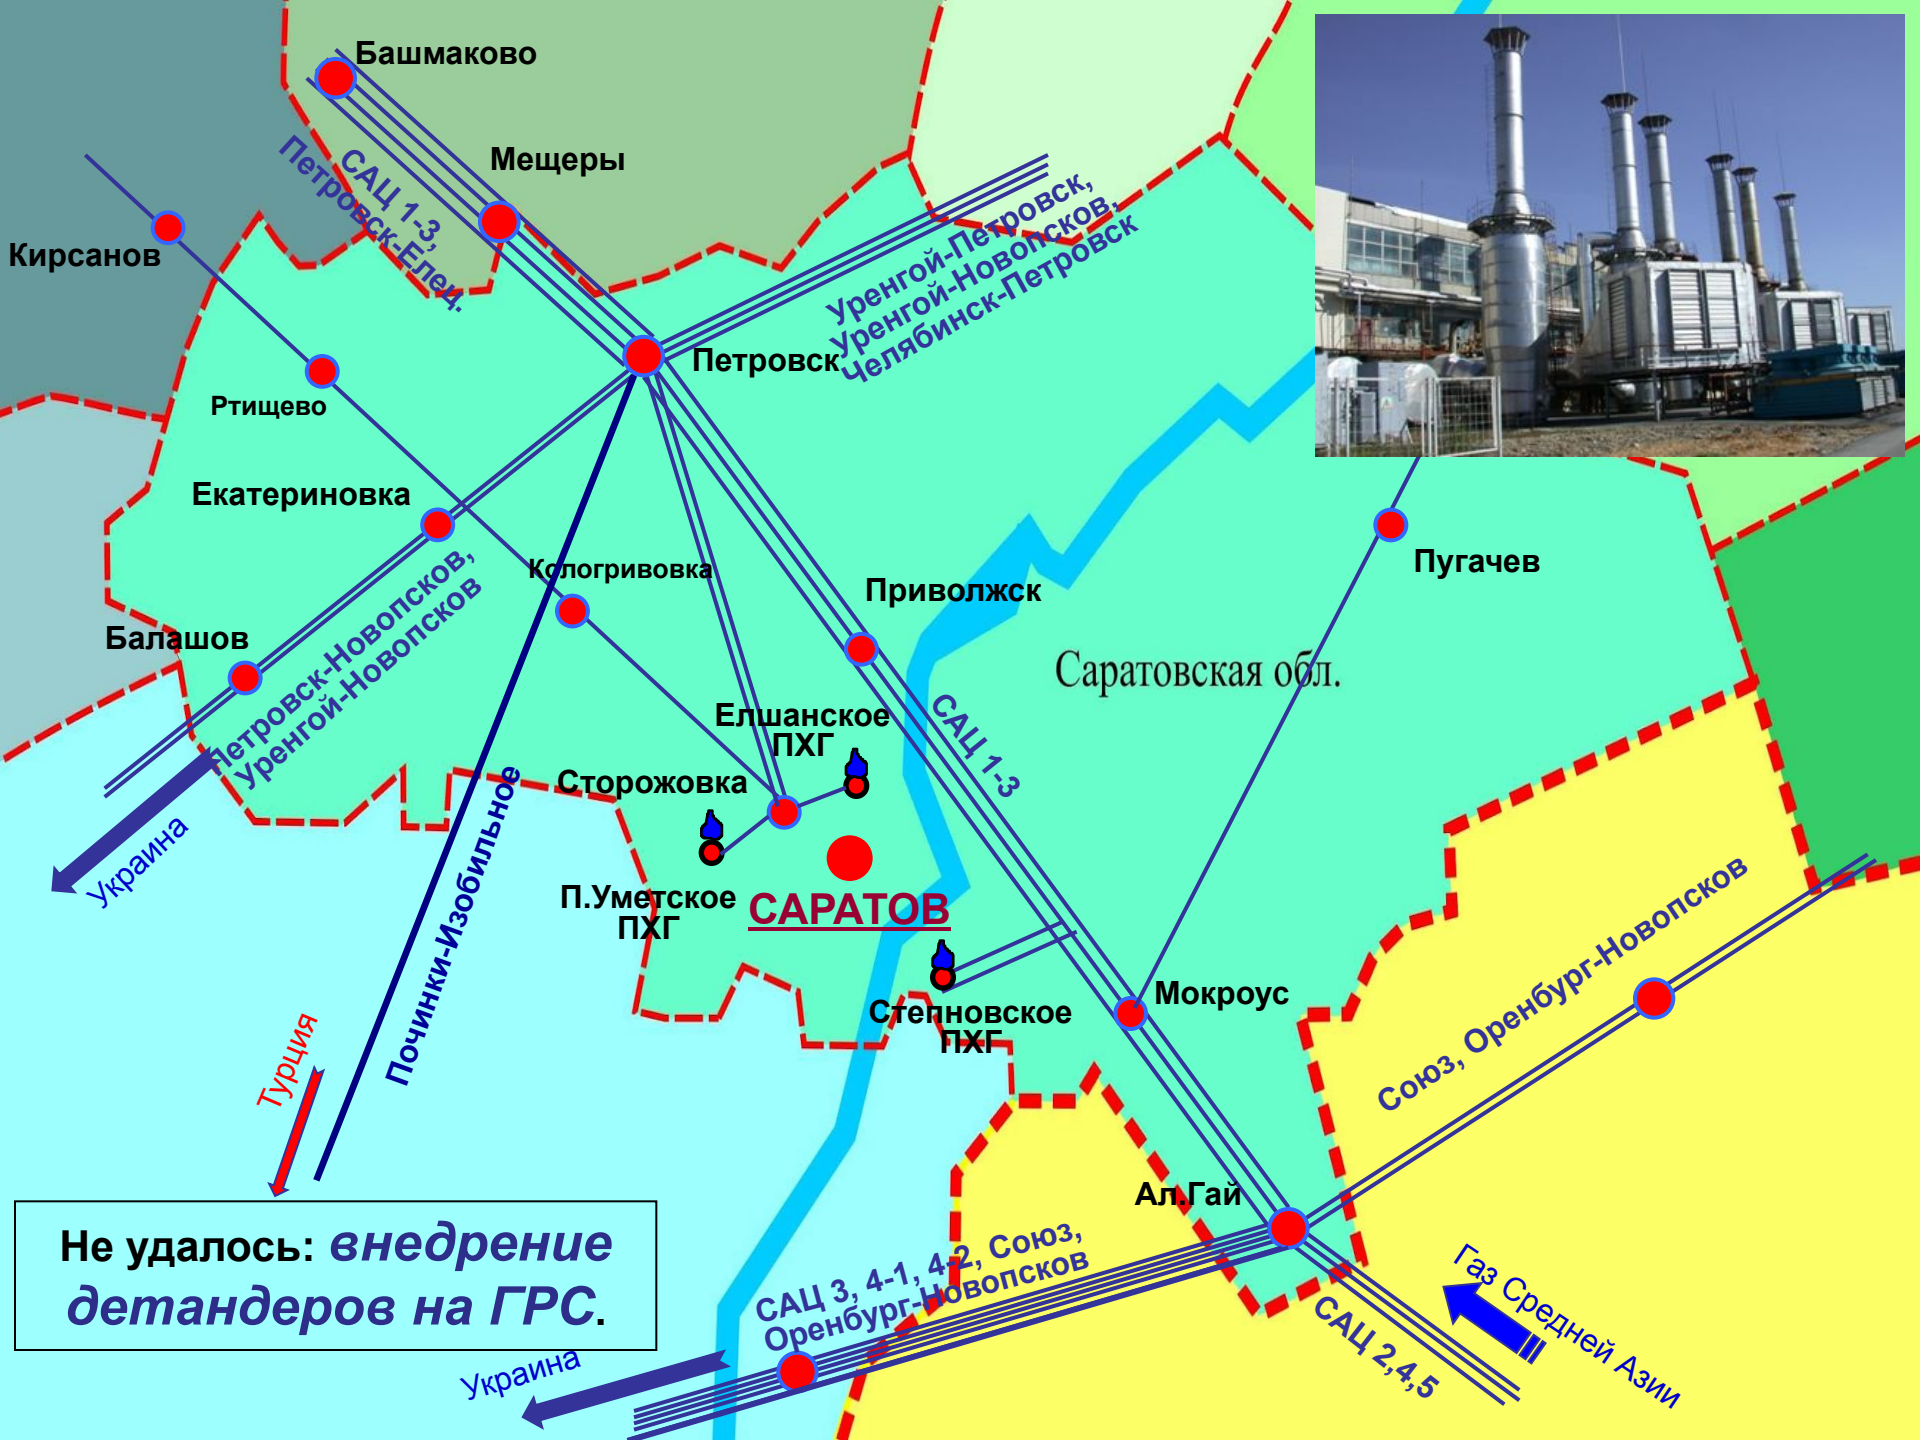 Башмаково
Мещеры
САЦ 1-3,
Петровск-Елец.
Кирсанов
Уренгой-Петровск,
Уренгой-Новопсков,
Челябинск-Петровск
Петровск
Ртищево
Екатериновка
Кологривовка
Пугачев
Приволжск
Балашов
Петровск-Новопсков,
Уренгой-Новопсков
Саратовская обл.
Елшанское
ПХГ
САЦ 1-3
Сторожовка
Украина
Починки-Изобильное
П.Уметское
ПХГ
САРАТОВ
Степновское
ПХГ
Мокроус
Союз, Оренбург-Новопсков
Турция
Ал.Гай
Не удалось: внедрение
детандеров на ГРС.
САЦ 3, 4-1, 4-2, Союз,
Оренбург-Новопсков
Газ Средней Азии
САЦ 2,4,5
Украина